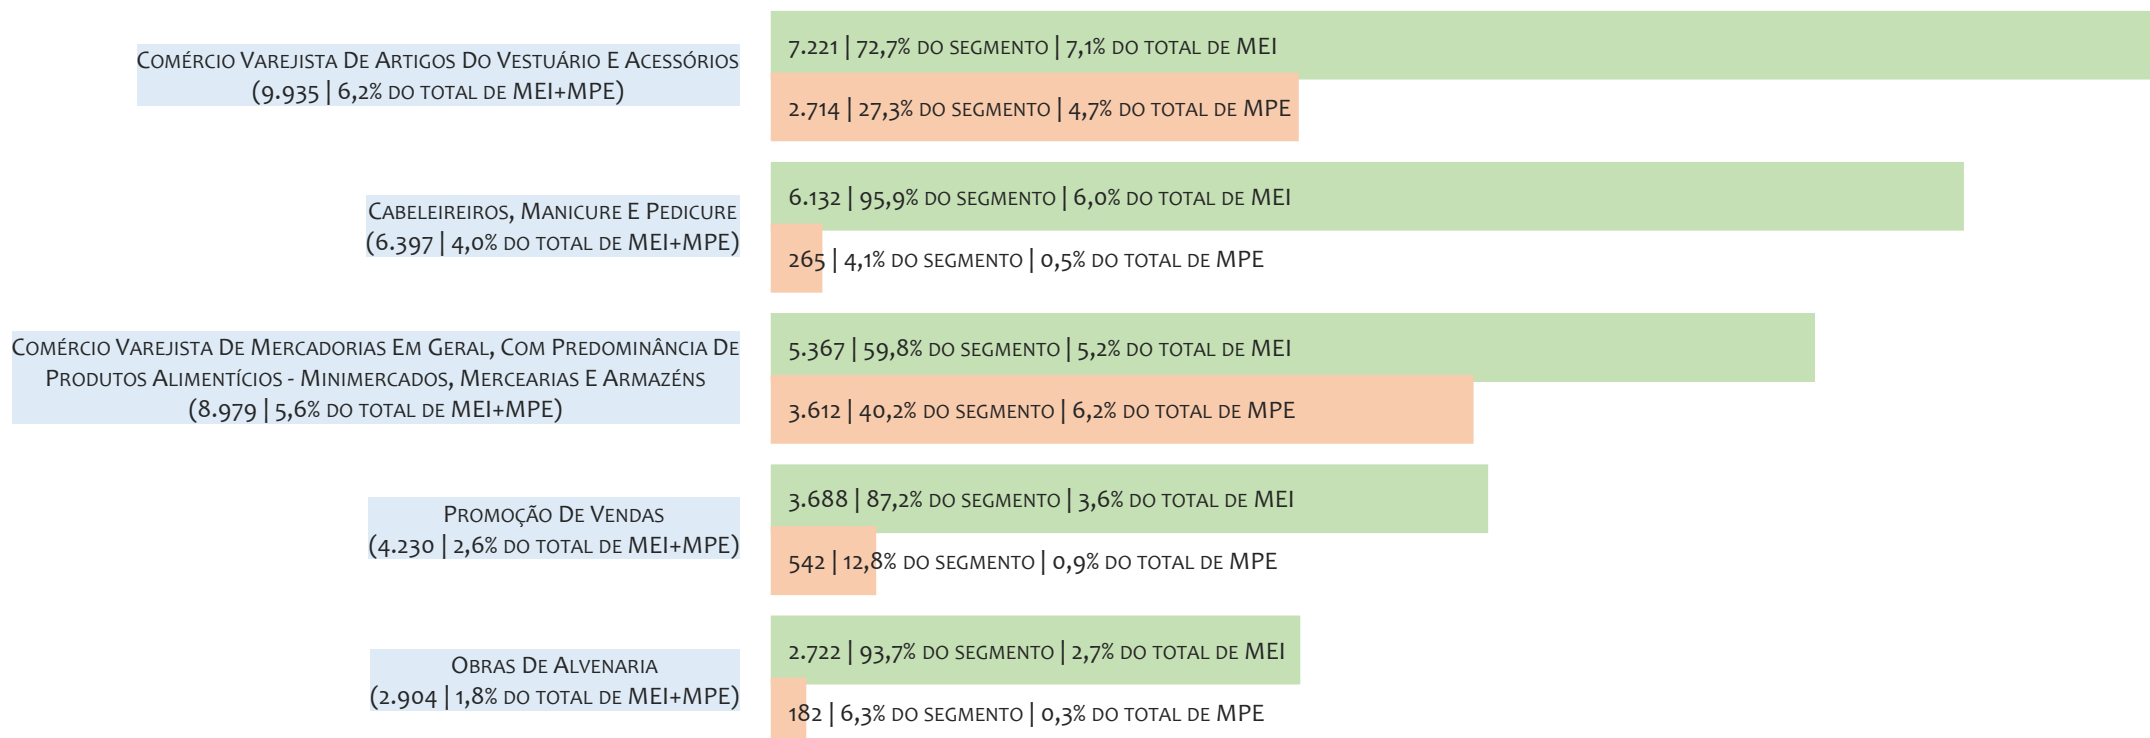 Comércio Varejista De Artigos Do Vestuário E Acessórios
(9.935 | 6,2% do total de MEI+MPE)
7.221 | 72,7% do segmento | 7,1% do total de MEI
2.714 | 27,3% do segmento | 4,7% do total de MPE
Cabeleireiros, Manicure E Pedicure
(6.397 | 4,0% do total de MEI+MPE)
6.132 | 95,9% do segmento | 6,0% do total de MEI
265 | 4,1% do segmento | 0,5% do total de MPE
Comércio Varejista De Mercadorias Em Geral, Com Predominância De
Produtos Alimentícios - Minimercados, Mercearias E Armazéns
(8.979 | 5,6% do total de MEI+MPE)
5.367 | 59,8% do segmento | 5,2% do total de MEI
3.612 | 40,2% do segmento | 6,2% do total de MPE
Promoção De Vendas
(4.230 | 2,6% do total de MEI+MPE)
3.688 | 87,2% do segmento | 3,6% do total de MEI
542 | 12,8% do segmento | 0,9% do total de MPE
Obras De Alvenaria
(2.904 | 1,8% do total de MEI+MPE)
2.722 | 93,7% do segmento | 2,7% do total de MEI
182 | 6,3% do segmento | 0,3% do total de MPE